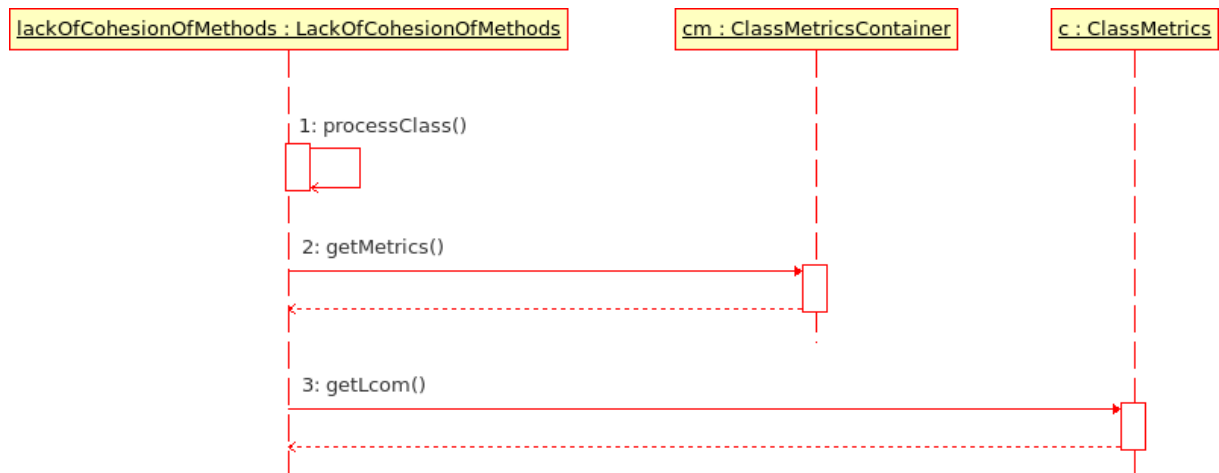 lackOfCohesionOfMethods : LackOfCohesionOfMethods
cm : ClassMetricsContainer
c : ClassMetrics
1: processClass()
2: getMetrics()
3: getLcom()